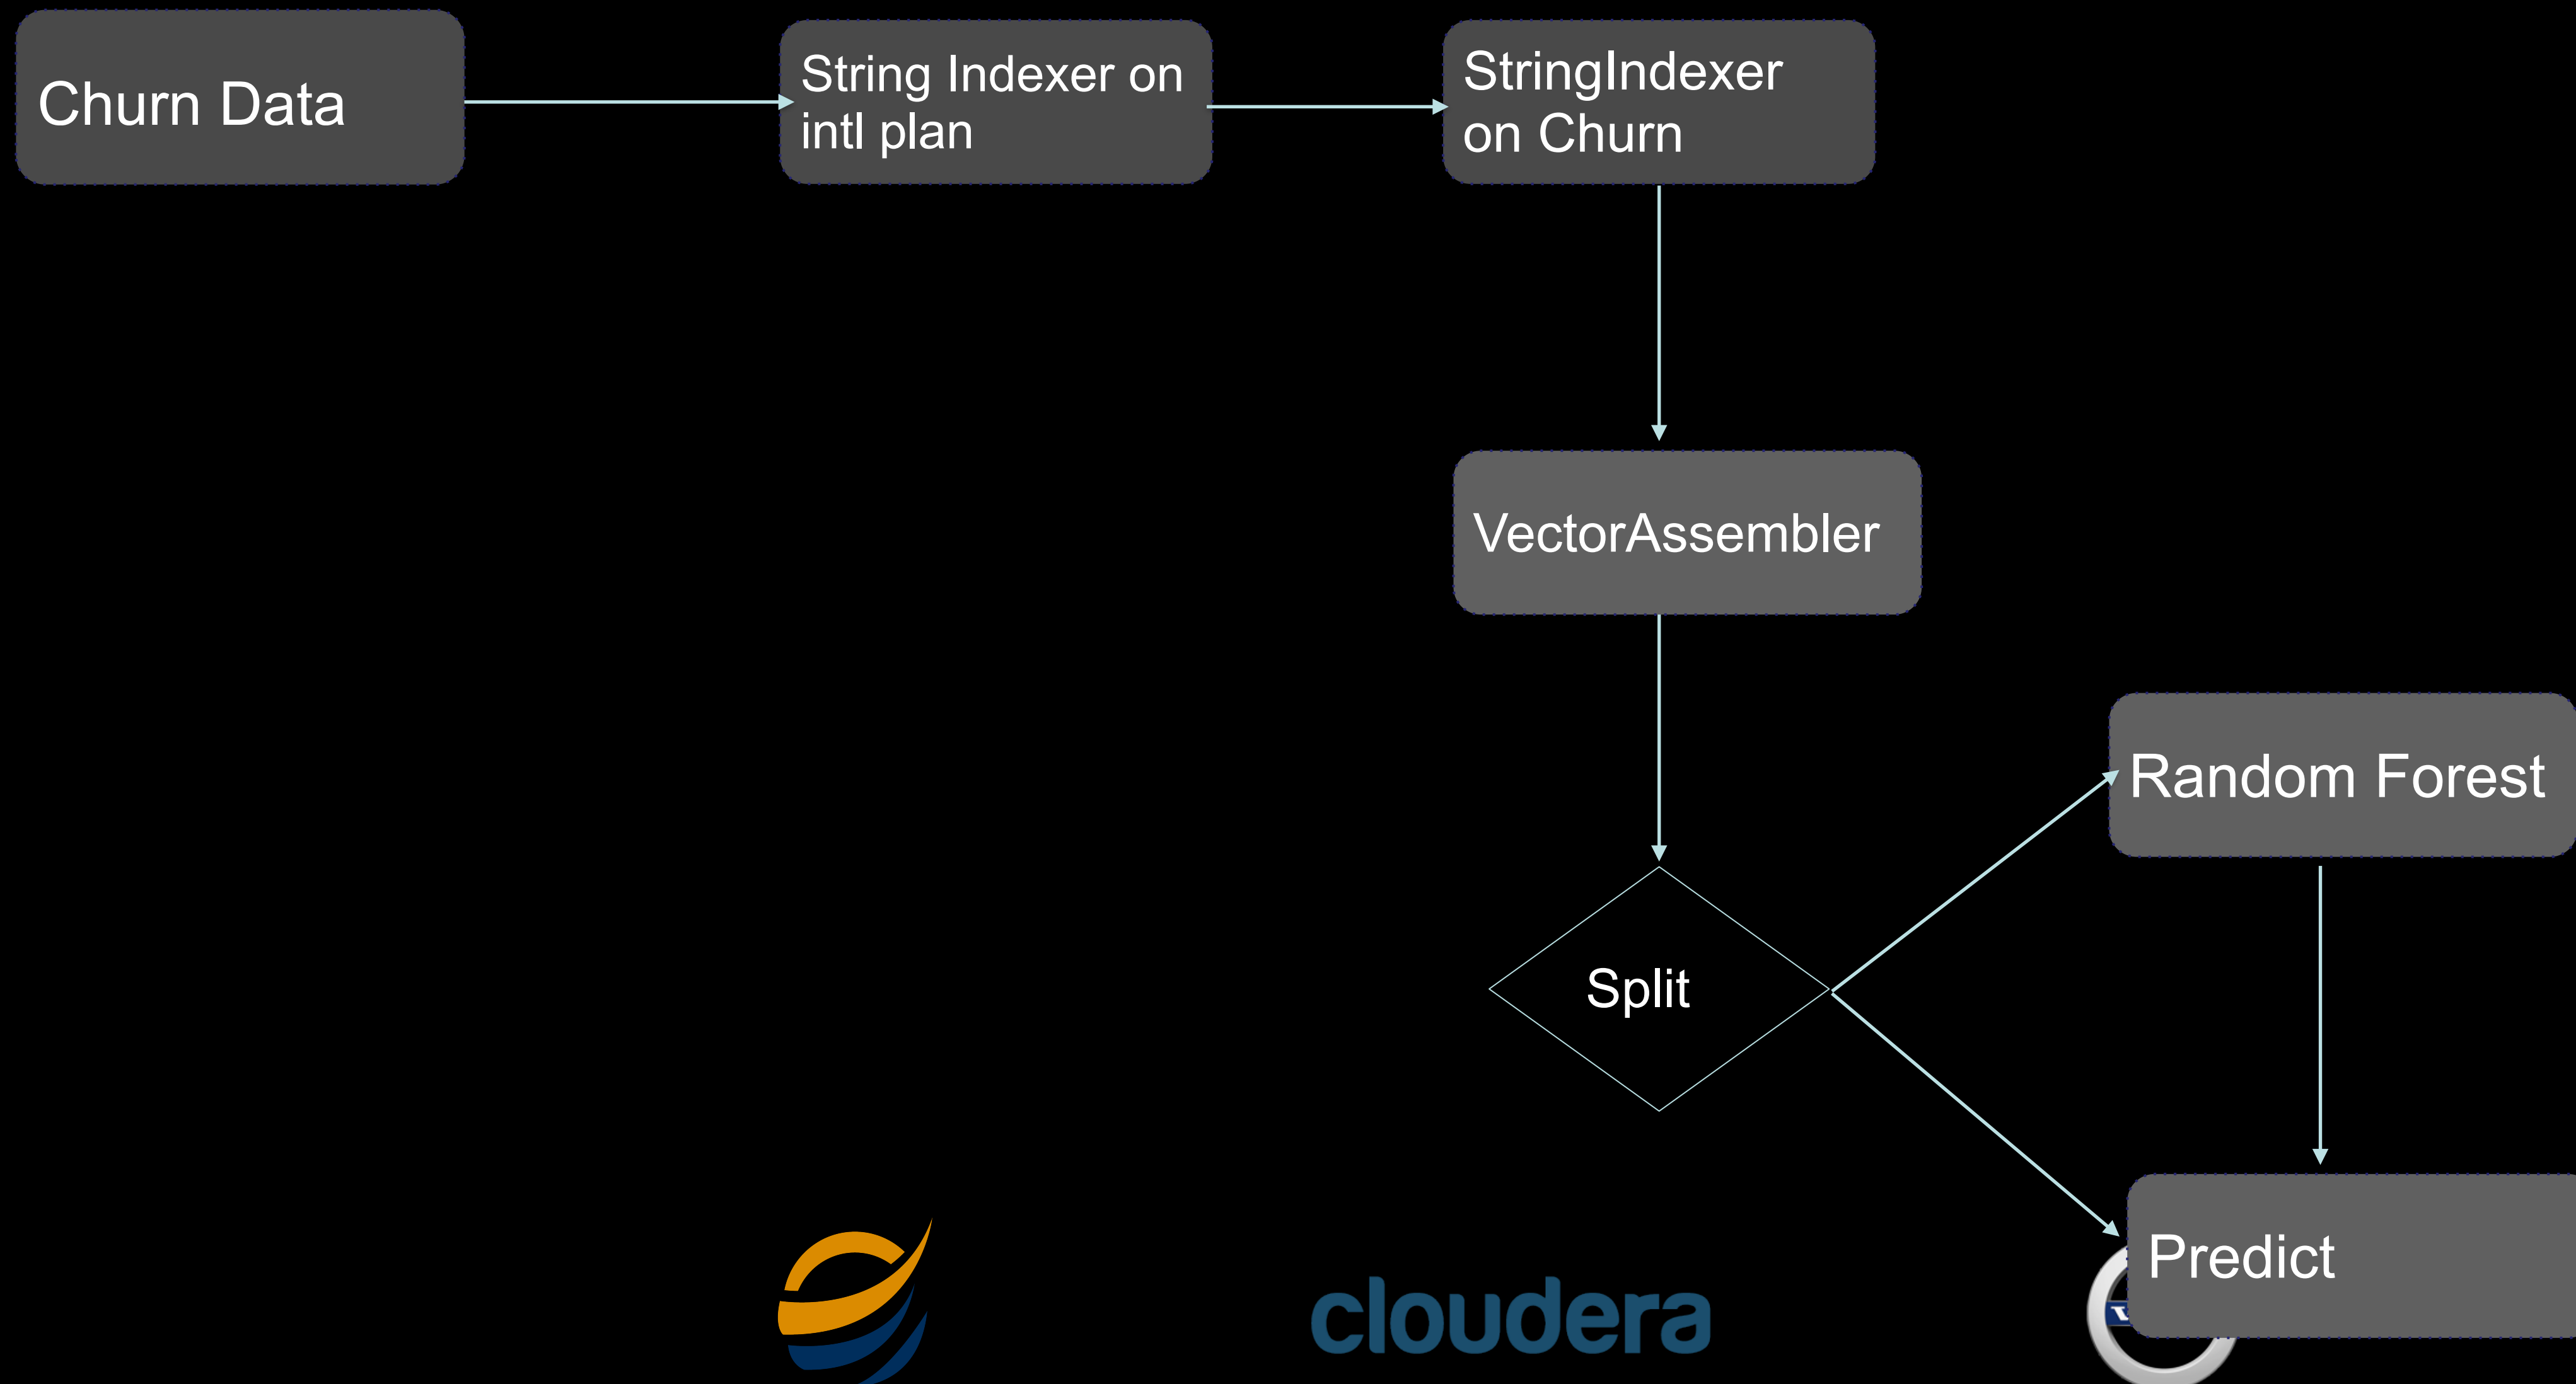 Churn Data
String Indexer on
intl plan
StringIndexer
on Churn
VectorAssembler
Random Forest
Split
Predict
cloudera